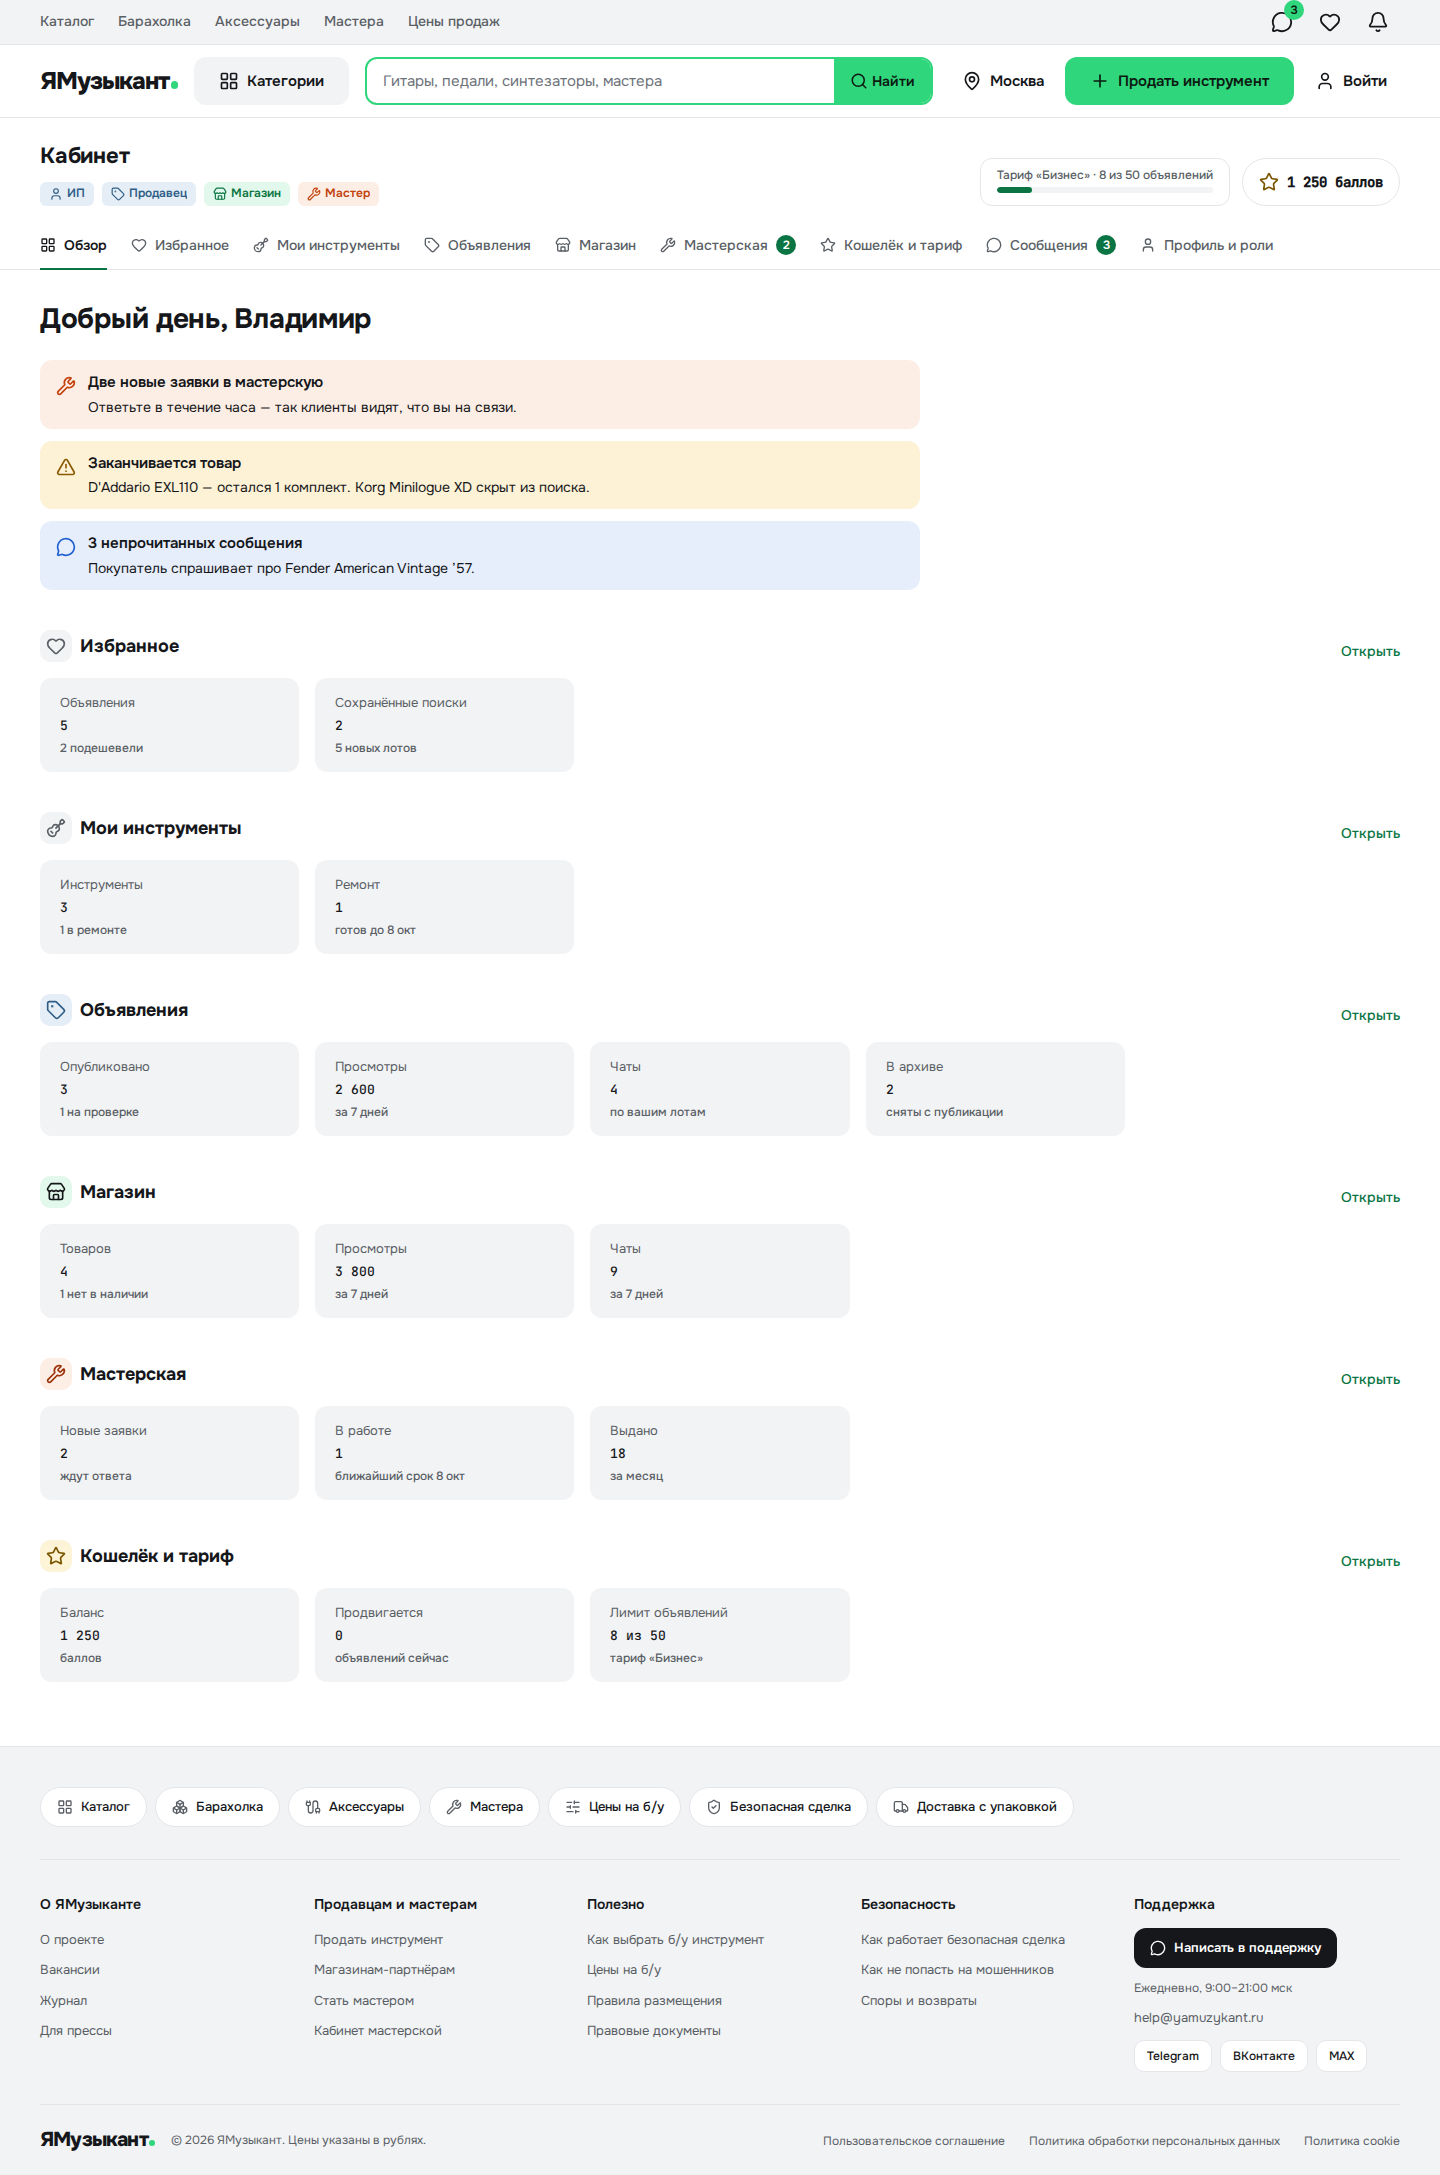 Каталог Барахолка Аксессуары Мастера Цены продаж 3
ЯМузыкант. Категории Гитары, педали, синтезаторы, мастера Найти Москва Продать инструмент Войти
Кабинет
ИП Продавец Магазин Мастер
Тариф «Бизнес» · 8 из 50 объявлений
1 250 баллов
Обзор Избранное Мои инструменты Объявления Магазин Мастерская 2 Кошелёк и тариф Сообщения 3 Профиль и роли
Добрый день, Владимир
Две новые заявки в мастерскую
Ответьте в течение часа — так клиенты видят, что вы на связи.
Заканчивается товар
D'Addario EXL110 — остался 1 комплект. Korg Minilogue XD скрыт из поиска.
3 непрочитанных сообщения
Покупатель спрашивает про Fender American Vintage '57.
Избранное Открыть
Объявления Сохранённые поиски
5 2
2 подешевели 5 новых лотов
Мои инструменты Открыть
Инструменты Ремонт
3 1
1 в ремонте готов до 8 окт
Объявления Открыть
Опубликовано Просмотры Чаты В архиве
3 2 600 4 2
1 на проверке за 7 дней по вашим лотам сняты с публикации
Магазин Открыть
Товаров Просмотры Чаты
4 3 800 9
1 нет в наличии за 7 дней за 7 дней
Мастерская Открыть
Новые заявки В работе Выдано
2 1 18
ждут ответа ближайший срок 8 окт за месяц
Кошелёк и тариф Открыть
Баланс Продвигается Лимит объявлений
1 250 0 8 из 50
баллов объявлений сейчас тариф «Бизнес»
Каталог Барахолка Аксессуары Мастера Цены на б/у Безопасная сделка Доставка с упаковкой
О ЯМузыканте Продавцам и мастерам Полезно Безопасность Поддержка
О проекте Продать инструмент Как выбрать б/у инструмент Как работает безопасная сделка Написать в поддержку
Вакансии Магазинам-партнёрам Цены на б/у Как не попасть на мошенников Ежедневно, 9:00–21:00 мск
Журнал Стать мастером Правила размещения Споры и возвраты help@yamuzykant.ru
Для прессы Кабинет мастерской Правовые документы Telegram ВКонтакте MAX
ЯМузыкант. © 2026 ЯМузыкант. Цены указаны в рублях. Пользовательское соглашение Политика обработки персональных данных Политика cookie